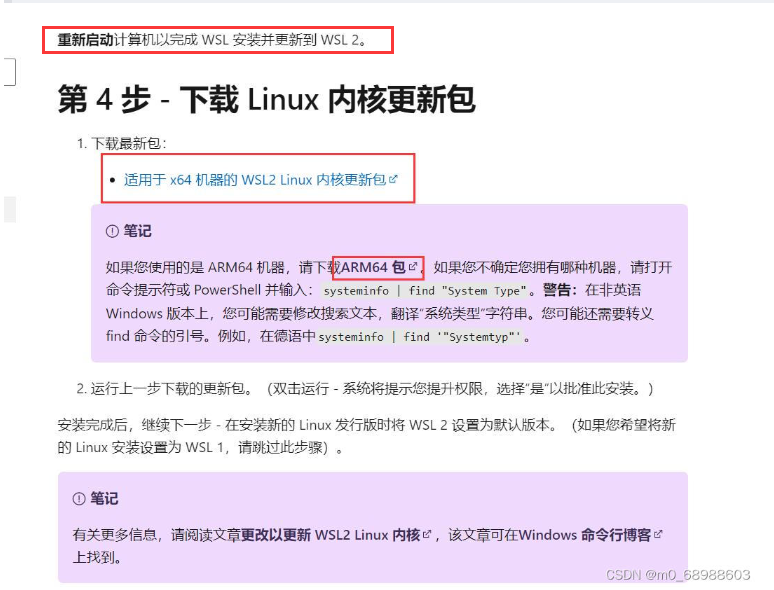 重新启动计算机以完成 WSL 安装并更新到 WSL 2。
第 4 步 - 下载 Linux 内核更新包
1. 下载最新包：
• 适用于 x64 机器的 WSL2 Linux 内核更新包
笔记
如果您使用的是 ARM64 机器，请下载ARM64 包。如果您不确定您拥有哪种机器，请打开
命令提示符或 PowerShell 并输入： systeminfo | find "System Type"。警告：在非英语
Windows 版本上，您可能需要修改搜索文本，翻译“系统类型”字符串。您可能还需要转义
find 命令的引号。例如，在德语中 systeminfo | find '"Systemtyp"'。
2. 运行上一步下载的更新包。（双击运行 - 系统将提示您提升权限，选择“是”以批准此安装。）
安装完成后，继续下一步 - 在安装新的 Linux 发行版时将 WSL 2 设置为默认版本。（如果您希望将新
的 Linux 安装设置为 WSL 1，请跳过此步骤）。
笔记
有关更多信息，请阅读文章更改以更新 WSL2 Linux 内核，该文章可在Windows 命令行博客
上找到。
CSDN @m0_68988603